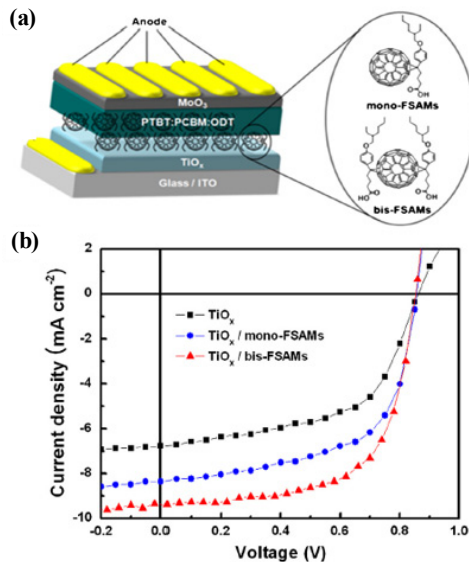 (a)
Anode
MoO3
PTBT:PCBM:ODT
TiOx
Glass / ITO
O
O
OH
mono-FSAMs
O
O
O
OH
O
OH
bis-FSAMs
(b)
2
0
-2
-4
-6
-8
-10
Current density (mA cm-2)
TiOx
TiOx / mono-FSAMs
TiOx / bis-FSAMs
-0.2
0.0
0.2
0.4
0.6
0.8
1.0
Voltage (V)